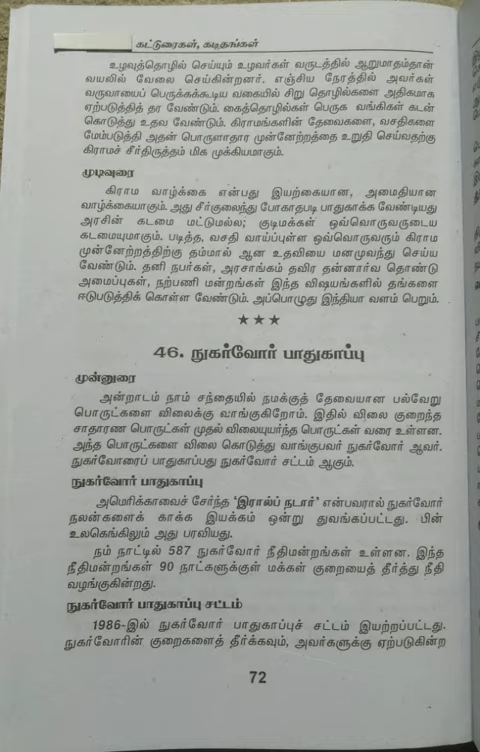 கட்டுரைகள், கடிதங்கள்
உழவுத்தொழில் செய்யும் உழவர்கள் வருடத்தில் ஆறுமாதம்தான்
வயலில் வேலை செய்கின்றனர். எஞ்சிய நேரத்தில் அவர்கள்
வருவாயைப் பெருக்கக்கூடிய வகையில் சிறு தொழில்களை அதிகமாக
ஏற்படுத்தித் தர வேண்டும். கைத்தொழில்கள் பெருக வங்கிகள் கடன்
கொடுத்து உதவ வேண்டும். கிராமங்களின் தேவைகளை, வசதிகளை
மேம்படுத்தி அதன் பொருளாதார முன்னேற்றத்தை உறுதி செய்வதற்கு
கிராமச் சீர்திருத்தம் மிக முக்கியமாகும்.
முடிவுரை
கிராம வாழ்க்கை என்பது இயற்கையான, அமைதியான
வாழ்க்கையாகும். அது சீர்குலைந்து போகாதபடி பாதுகாக்க வேண்டியது
அரசின் கடமை மட்டுமல்ல; குடிமக்கள் ஒவ்வொருவருடைய
கடமையுமாகும். படித்த, வசதி வாய்ப்புள்ள ஒவ்வொருவரும் கிராம
முன்னேற்றத்திற்கு தம்மால் ஆன உதவியை மனமுவந்து செய்ய
வேண்டும். தனி நபர்கள், அரசாங்கம் தவிர தன்னார்வ தொண்டு
அமைப்புகள், நற்பணி மன்றங்கள் இந்த விஷயங்களில் தங்களை
ஈடுபடுத்திக் கொள்ள வேண்டும். அப்பொழுது இந்தியா வளம் பெறும்.
★★★
46. நுகர்வோர் பாதுகாப்பு
முன்னுரை
அன்றாடம் நாம் சந்தையில் நமக்குத் தேவையான பல்வேறு
பொருட்களை விலைக்கு வாங்குகிறோம். இதில் விலை குறைந்த
சாதாரண பொருட்கள் முதல் விலையுயர்ந்த பொருட்கள் வரை உள்ளன.
அந்த பொருட்களை விலை கொடுத்து வாங்குபவர் நுகர்வோர் ஆவர்.
நுகர்வோரைப் பாதுகாப்பது நுகர்வோர் சட்டம் ஆகும்.
நுகர்வோர் பாதுகாப்பு
அமெரிக்காவைச் சேர்ந்த 'இரால்ப் நடார்' என்பவரால் நுகர்வோர்
நலன்களைக் காக்க இயக்கம் ஒன்று துவங்கப்பட்டது. பின்
உலகெங்கிலும் அது பரவியது.
நம் நாட்டில் 587 நுகர்வோர் நீதிமன்றங்கள் உள்ளன. இந்த
நீதிமன்றங்கள் 90 நாட்களுக்குள் மக்கள் குறையைத் தீர்த்து நீதி
வழங்குகின்றது.
நுகர்வோர் பாதுகாப்பு சட்டம்
1986-இல் நுகர்வோர் பாதுகாப்புச் சட்டம் இயற்றப்பட்டது.
நுகர்வோரின் குறைகளைத் தீர்க்கவும், அவர்களுக்கு ஏற்படுகின்ற
72